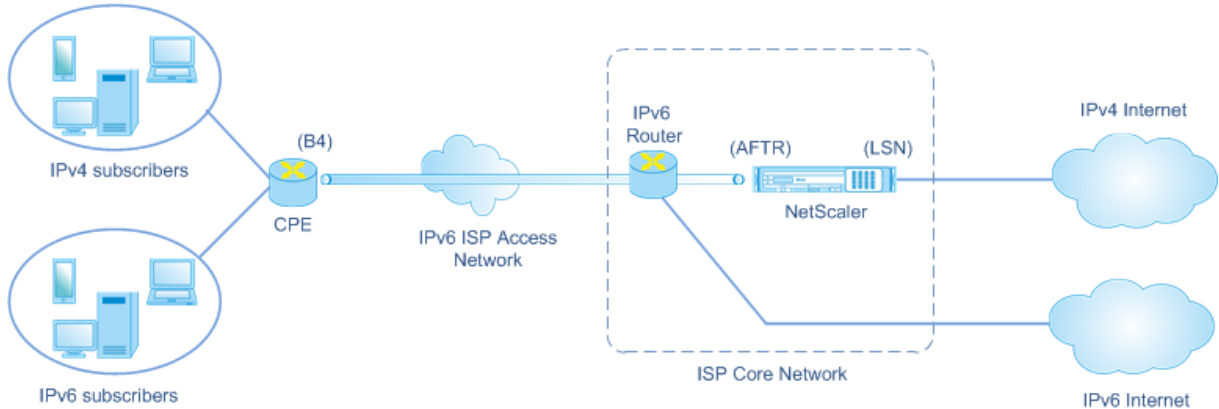 IPv4 subscribers
(B4)
CPE
IPv6 ISP Access
Network
IPv6
Router
(AFTR)
(LSN)
NetScaler
IPv4 Internet
IPv6 subscribers
ISP Core Network
IPv6 Internet